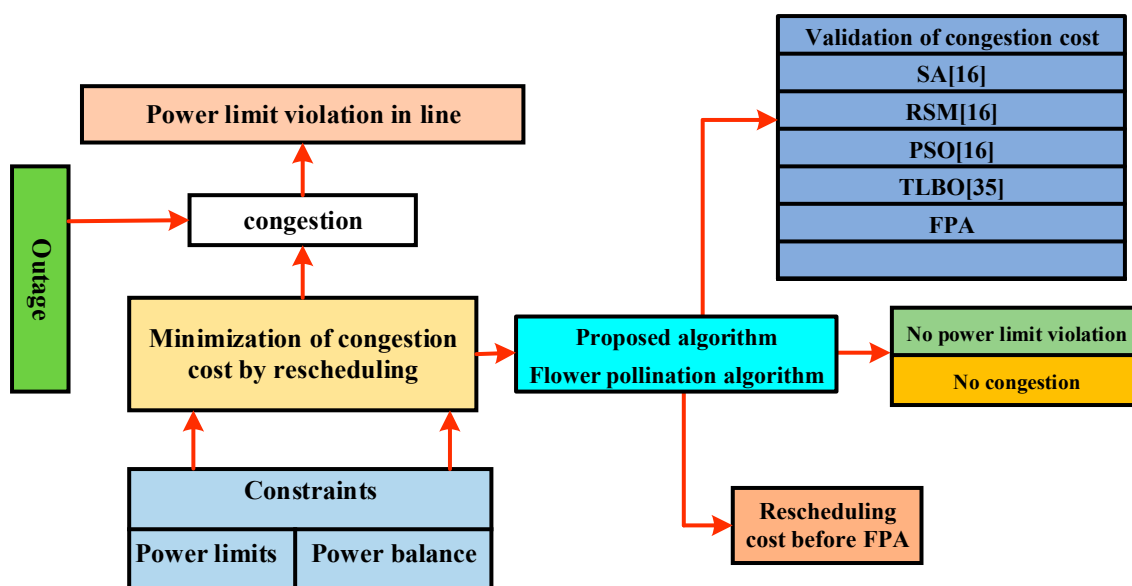 Validation of congestion cost
SA[16]
RSM[16]
PSO[16]
TLBO[35]
FPA
Power limit violation in line
congestion
Outage
Minimization of congestion
cost by rescheduling
Proposed algorithm
Flower pollination algorithm
No power limit violation
No congestion
Constraints
Power limits
Power balance
Rescheduling
cost before FPA